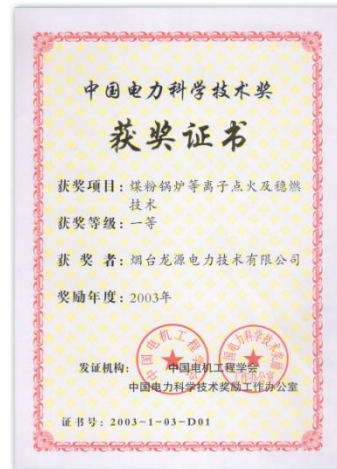 中国电力科学技术奖
获奖证书
获奖项目：煤粉锅炉等离子点火及稳燃
技术
获奖等级：一等
获 奖 者：烟台龙源电力技术有限公司
奖励年度：2003年
发证机构： 中国电机工程学会
中国电力科学技术奖励工作办公室
证书号：2003-1-03-D01